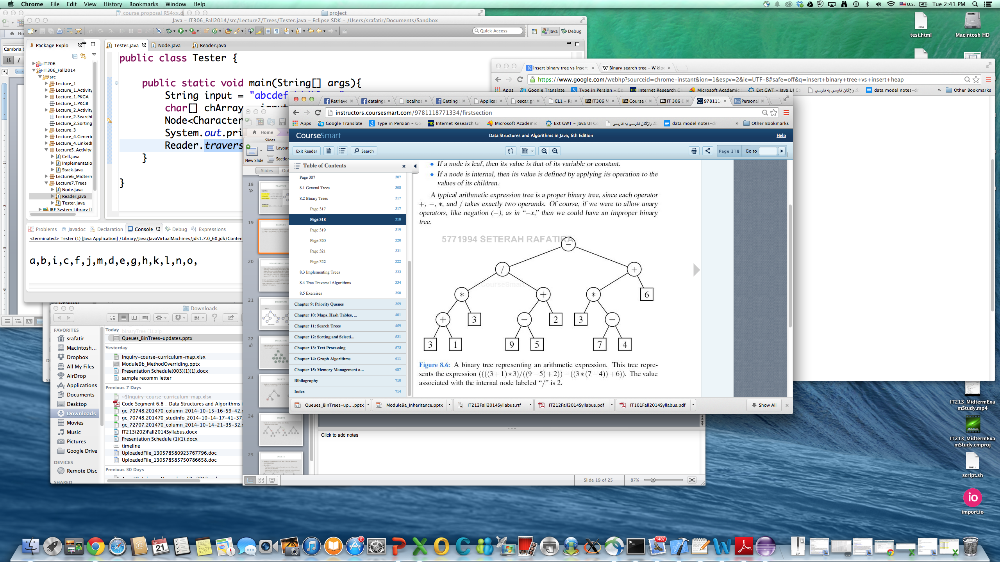 Chrome File Edit View History Bookmarks Window Help
U.S. Tue 2:41 PM
course proposal RS4xx.d
project
Java - IT306_Fall2014/src/Lecture7/Trees/Tester.java - Eclipse SDK - /Users/srafatir/Documents/Sandbox
Quick Access Java Debug
Cambria (
B I
Package Explo
IT206
IT306_Fall2014
src
Lecture_1
Lecture_1.Activity
Lecture_1.PKGA
Lecture_1.PKGB
Lecture_2.Activity
Lecture_2.Searchi
Lecture_2.Sorting
Lecture_3
Lecture_4.Generic
Lecture_4.Linked
Lecture5_Activity
Cell.java
Implementatio
Stack.java
Lecture6_Midterm
Lecture7.Trees
Node.java
Reader.java
Tester.java
JRE System Library
Tester.java Node.java Reader.java
public class Tester {
public static void main(String[] args){
String input = "abcdef
char[] chArray
Node<Character
System.out.pri
Reader.travers
}
}
Problems Javadoc Declaration Console Debug Expressions
<terminated> Tester (1) [Java Application] /Library/Java/JavaVirtualMachines/jdk1.7.0_60.jdk/Conten
a,b,i,c,f,j,m,d,e,g,h,k,l,n,o,
Desktop
Downloads
FAVORITES
srafatir
Macintosh...
Dropbox
All My Files
AirDrop
Applications
Documents
Desktop
Downloads
Movies
Music
Pictures
Google Drive
DEVICES
Remote Disc
SHARED
Today
binaryTree (1).zip
Queues_BinTrees-updates.pptx
Yesterday
Inquiry-course-curriculum-map.xlsx
Module9b_MethodOverriding.pptx
Presentation Schedule(003)(1)(1).docx
sample recomm letter
Previous 7 Days
~$Inquiry-course-curriculum-map.xlsx
Code Segment 6.8 _ Data Structures and Algorithms i
gc_70748.201470_column_2014-10-15-16-59-42.x
gc_70748.201470_studinfo_2014-10-14-17-41-37
gc_72707.201470_column_2014-10-14-21-35-32.x
IT213(202)Fall2014Syllabus.docx
Presentation Schedule (1)(1).docx
timeline
UploadedFile_130578580923767796.doc
UploadedFile_130578585750786658.doc
Previous 30 Days
Home
Slides
New Slide
Layou
Section
Slides Ou
18
PRACTICE
19
EXERCISE
20
21
INSERTION
22
INSERTION
23
DELETE
24
DELETE
25
DELETE
Click to add notes
Slide 19 of 25 87%
insert binary tree vs insert Binary search tree - Wikipe
https://www.google.com/webhp?sourceid=chrome-instant&ion=1&espv=2&ie=UTF-8#safe=off&q=insert+binary+tree+vs+insert+heap
Apps Google Translate Type in Persian - Go Internet Research Gr Microsoft Academic Ext GWT - Java UI Co data model notes-dr » Other Bookmarks
Retrieve dataInge localhos Getting Applicat oscar.gr CL1 - Re IT306 M Course IT 306 C 978111 Personal
instructors.coursesmart.com/9781118771334/firstsection
Apps Google Translate Type in Persian - Go Internet Research Gr Microsoft Academic Ext GWT - Java UI Co واژگان فارسی به فارسی data model notes-dr » Other Bookmarks
CourseSmart Data Structures and Algorithms in Java, 6th Edition Help
Exit Reader Search Page 318 Go to
Table of Contents
Page 307 307
8.1 General Trees 308
8.2 Binary Trees 317
Page 317 317
Page 318 318
Page 319 319
Page 320 320
Page 321 321
Page 322 322
8.3 Implementing Trees 323
8.4 Tree Traversal Algorithms 334
8.5 Exercises 350
Chapter 9: Priority Queues 359
Chapter 10: Maps, Hash Tables, ... 401
Chapter 11: Search Trees 459
Chapter 12: Sorting and Selecti... 531
Chapter 13: Text Processing 573
Chapter 14: Graph Algorithms 611
Chapter 15: Memory Management a... 687
Bibliography 710
Index 714
• If a node is leaf, then its value is that of its variable or constant.
• If a node is internal, then its value is defined by applying its operation to the
values of its children.
A typical arithmetic expression tree is a proper binary tree, since each operator
+, −, *, and / takes exactly two operands. Of course, if we were to allow unary
operators, like negation (−), as in “−x,” then we could have an improper binary
tree.
5771994 SETERAH RAFATIRA
−
/ +
CourseSmart
* + * 6
+ 3 − 2 3 −
3 1 9 5 7 4
Figure 8.6: A binary tree representing an arithmetic expression. This tree repre-
sents the expression ((((3+1)*3)/((9−5)+2))−((3*(7−4))+6)). The value
associated with the internal node labeled “/” is 2.
Queues_BinTrees-up....pptx Module9a_Inheritance.pptx IT212Fall2014Syllabus.rtf IT212Fall2014Syllabus.pdf IT101Fall2014Syllabus.pdf Show All
HTML
test.html
Macintosh HD
IT213_MidtermExa
mStudy.mp4
IT213_MidtermExa
mStudy.cmproj
SHELL
script.sh
io
import.io
OCT
21
2
1487
ZIP